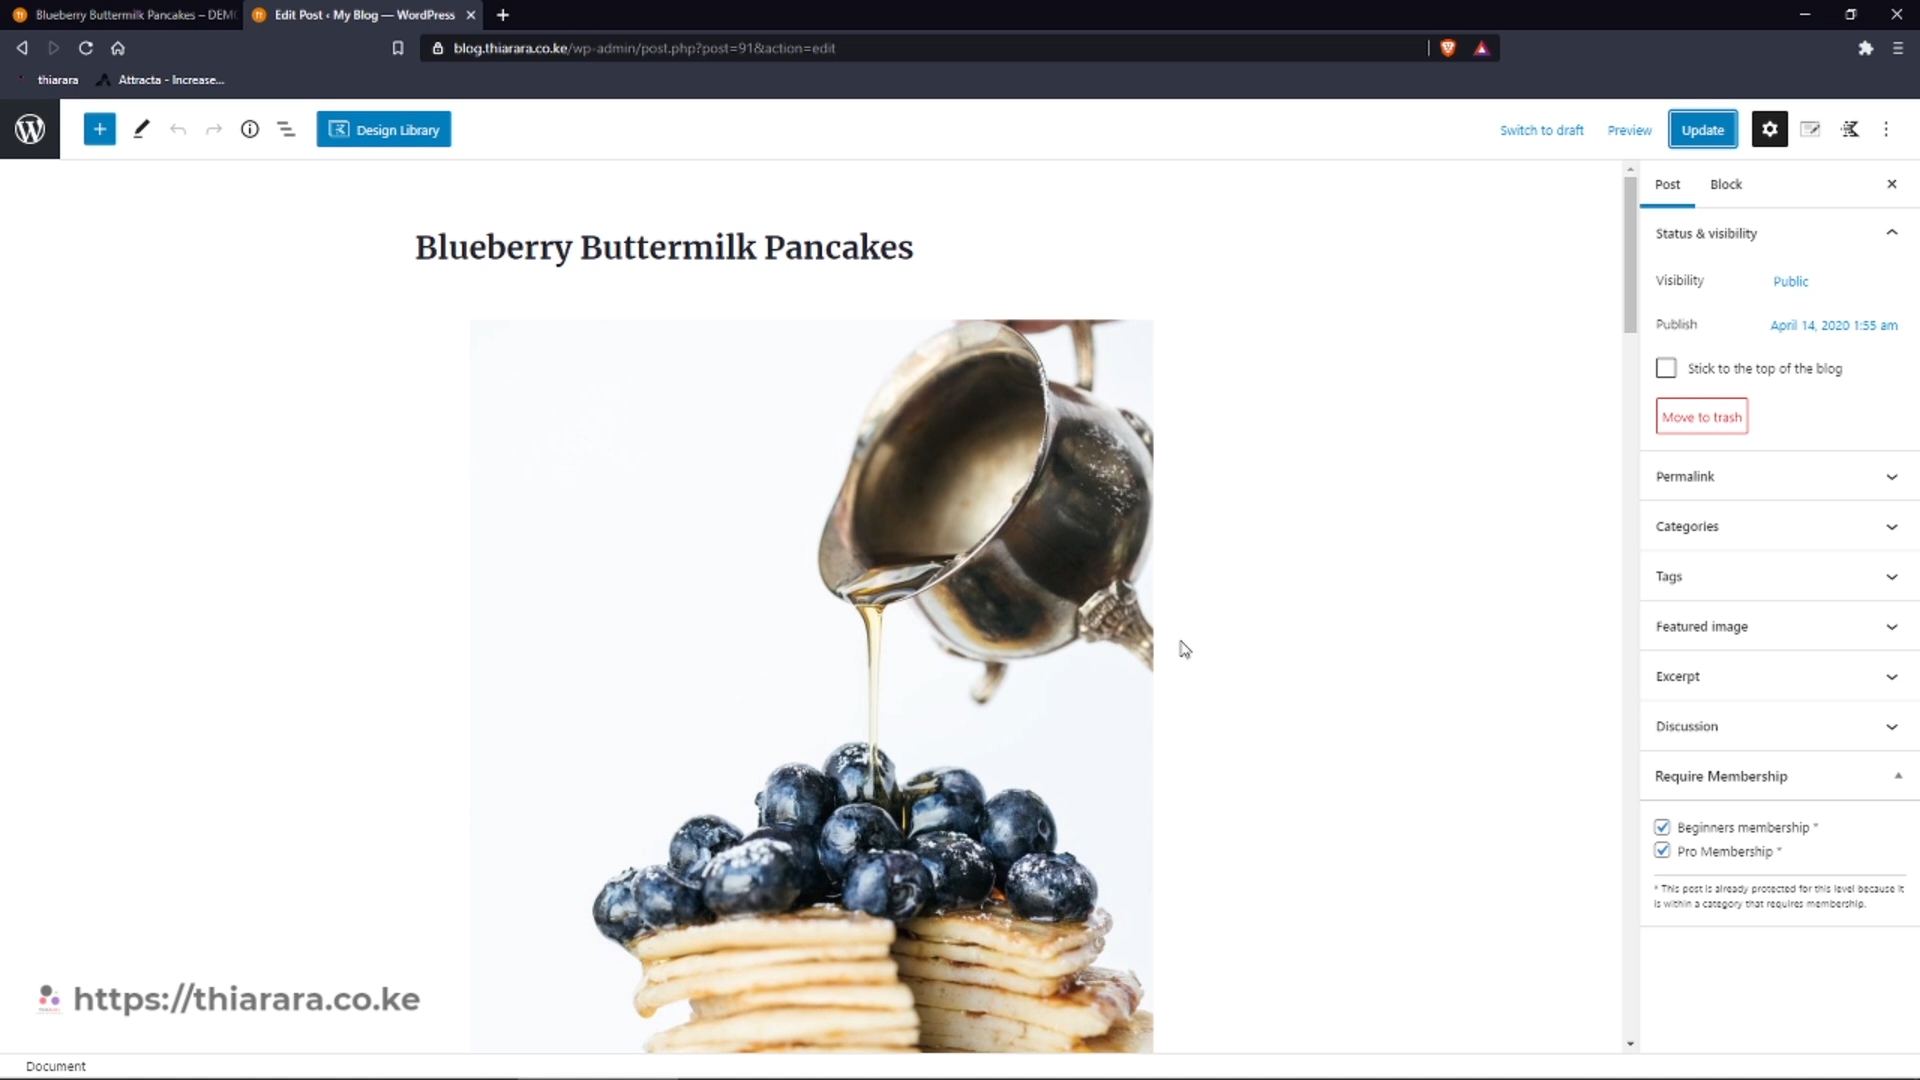 Blueberry Buttermilk Pancakes – DEMO
Edit Post ‹ My Blog — WordPress
blog.thiarara.co.ke/wp-admin/post.php?post=91&action=edit
thiarara
Attracta - Increase...
Design Library
Switch to draft
Preview
Update
Post
Block
Status & visibility
Blueberry Buttermilk Pancakes
Visibility
Public
Publish
April 14, 2020 1:55 am
Stick to the top of the blog
Move to trash
Permalink
Categories
Tags
Featured image
Excerpt
Discussion
Require Membership
Beginners membership *
Pro Membership *
* This post is already protected for this level because it
is within a category that requires membership.
https://thiarara.co.ke
Document